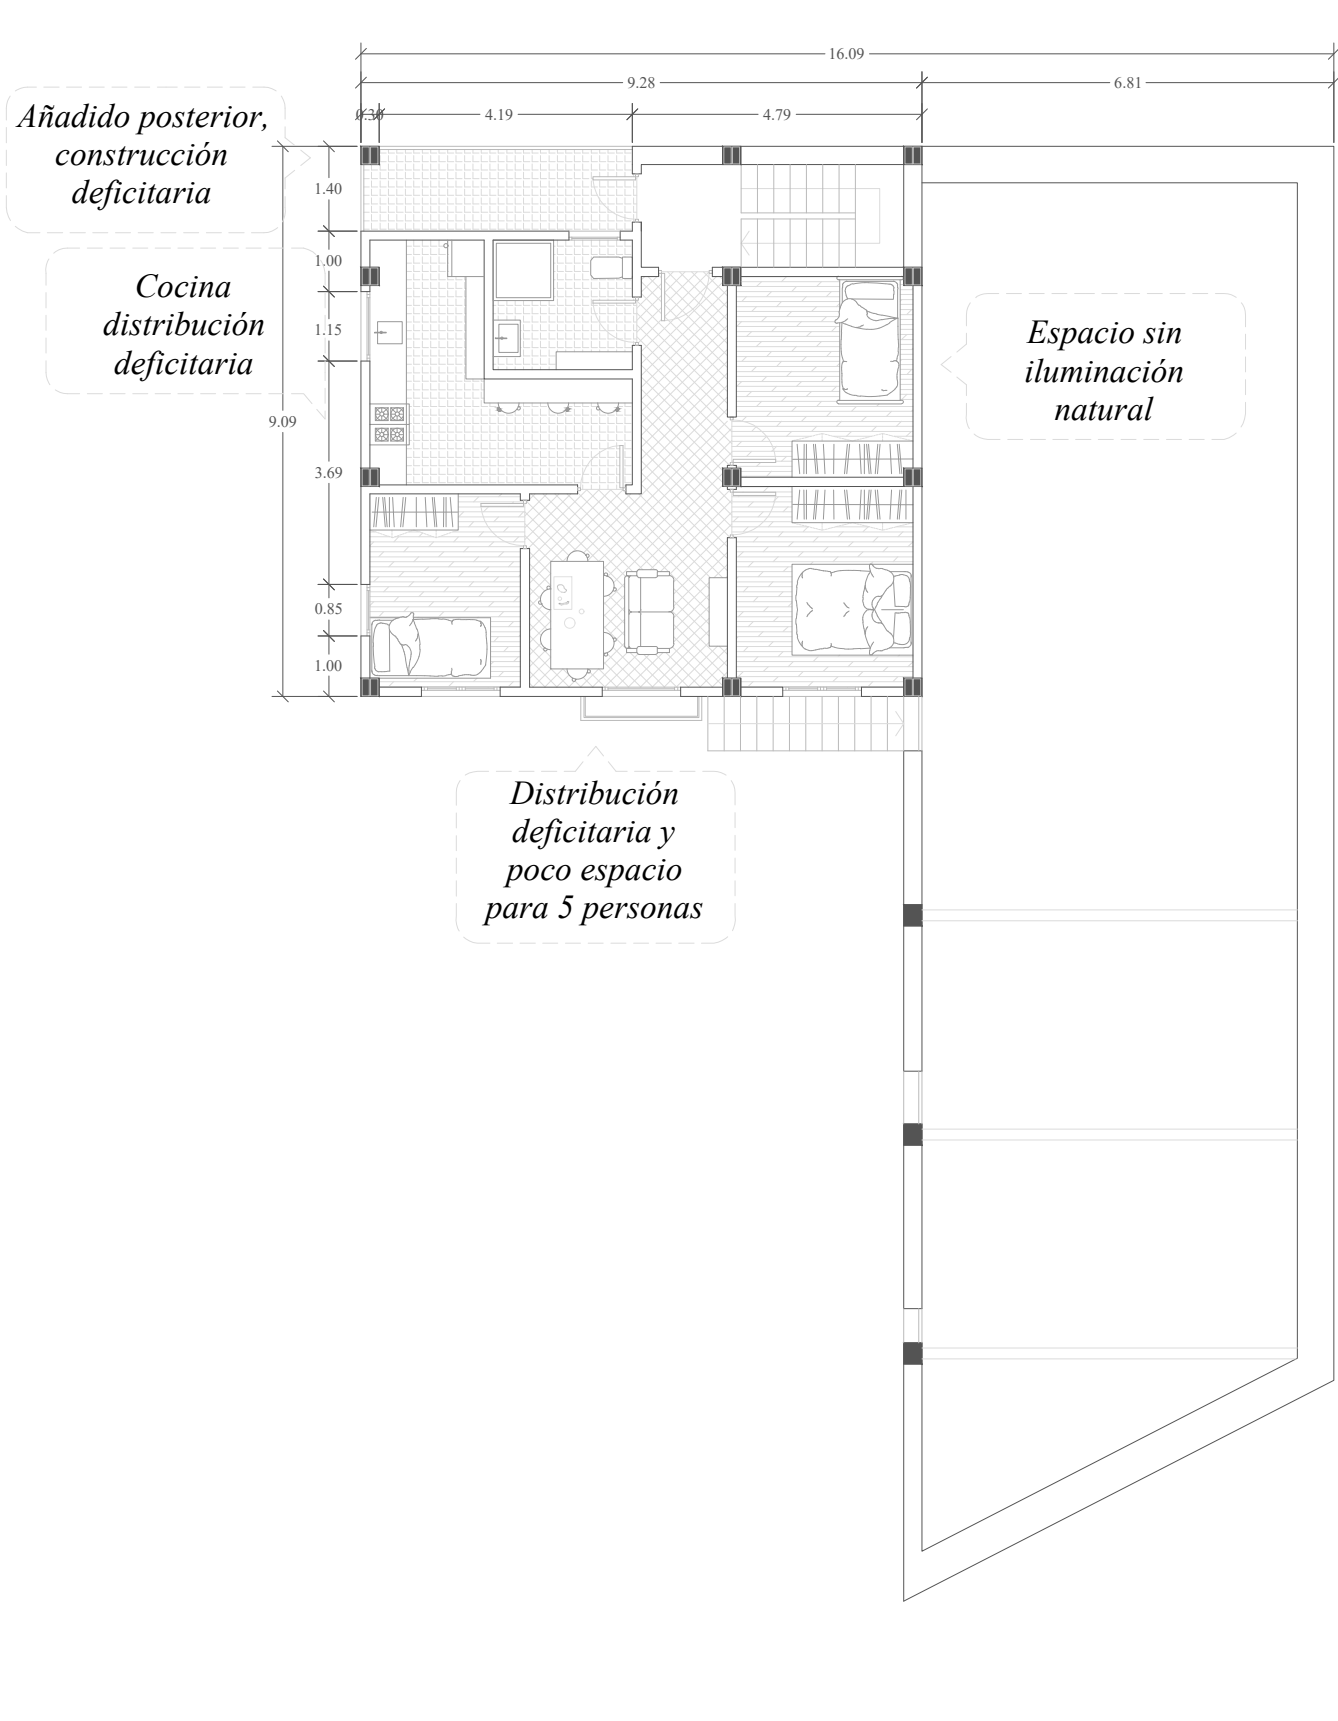 16.09
9.28
6.81
0.30
4.19
4.79
Añadido posterior,
construcción
deficitaria
1.40
1.00
Cocina
distribución
deficitaria
1.15
Espacio sin
iluminación
natural
9.09
3.69
0.85
1.00
Distribución
deficitaria y
poco espacio
para 5 personas